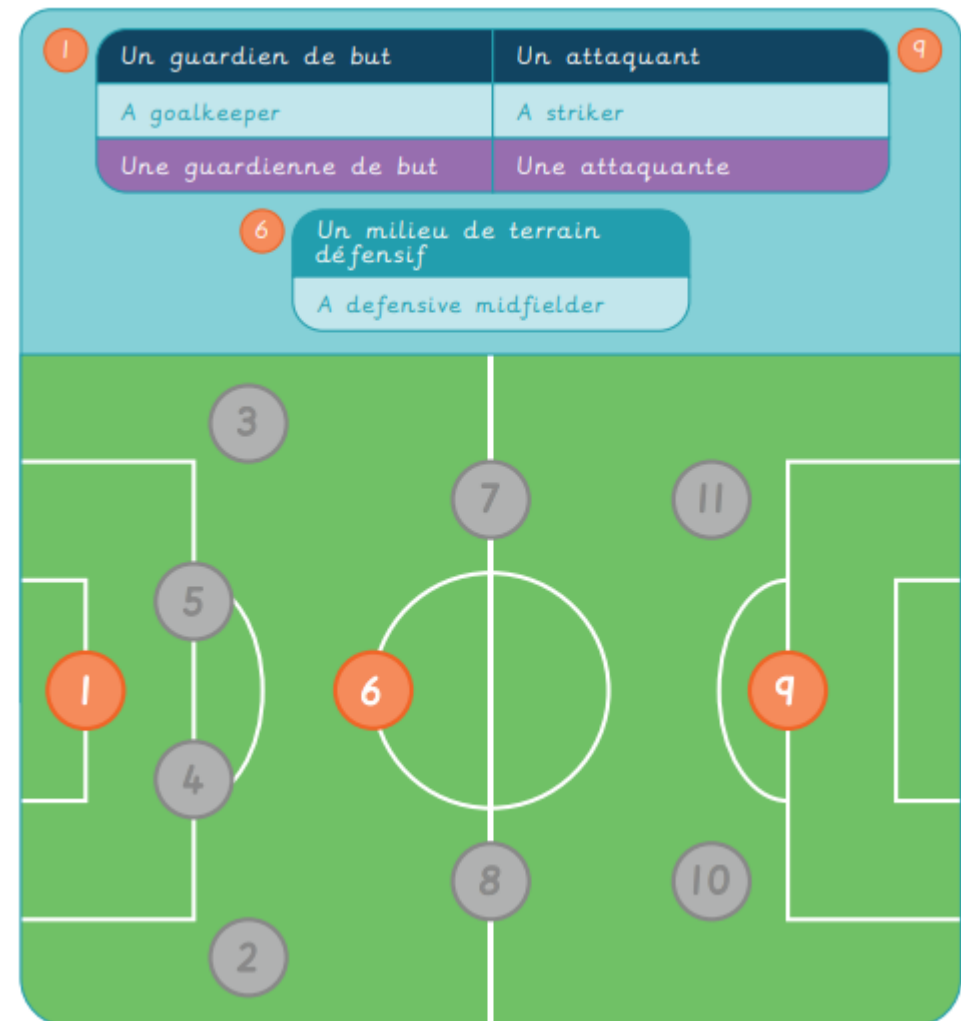 1
Un guardien de but
Un attaquant
9
A goalkeeper
A striker
Une guardienne de but
Une attaquante
6
Un milieu de terrain
défensif
A defensive midfielder
3
7
11
5
1
6
9
4
8
10
2